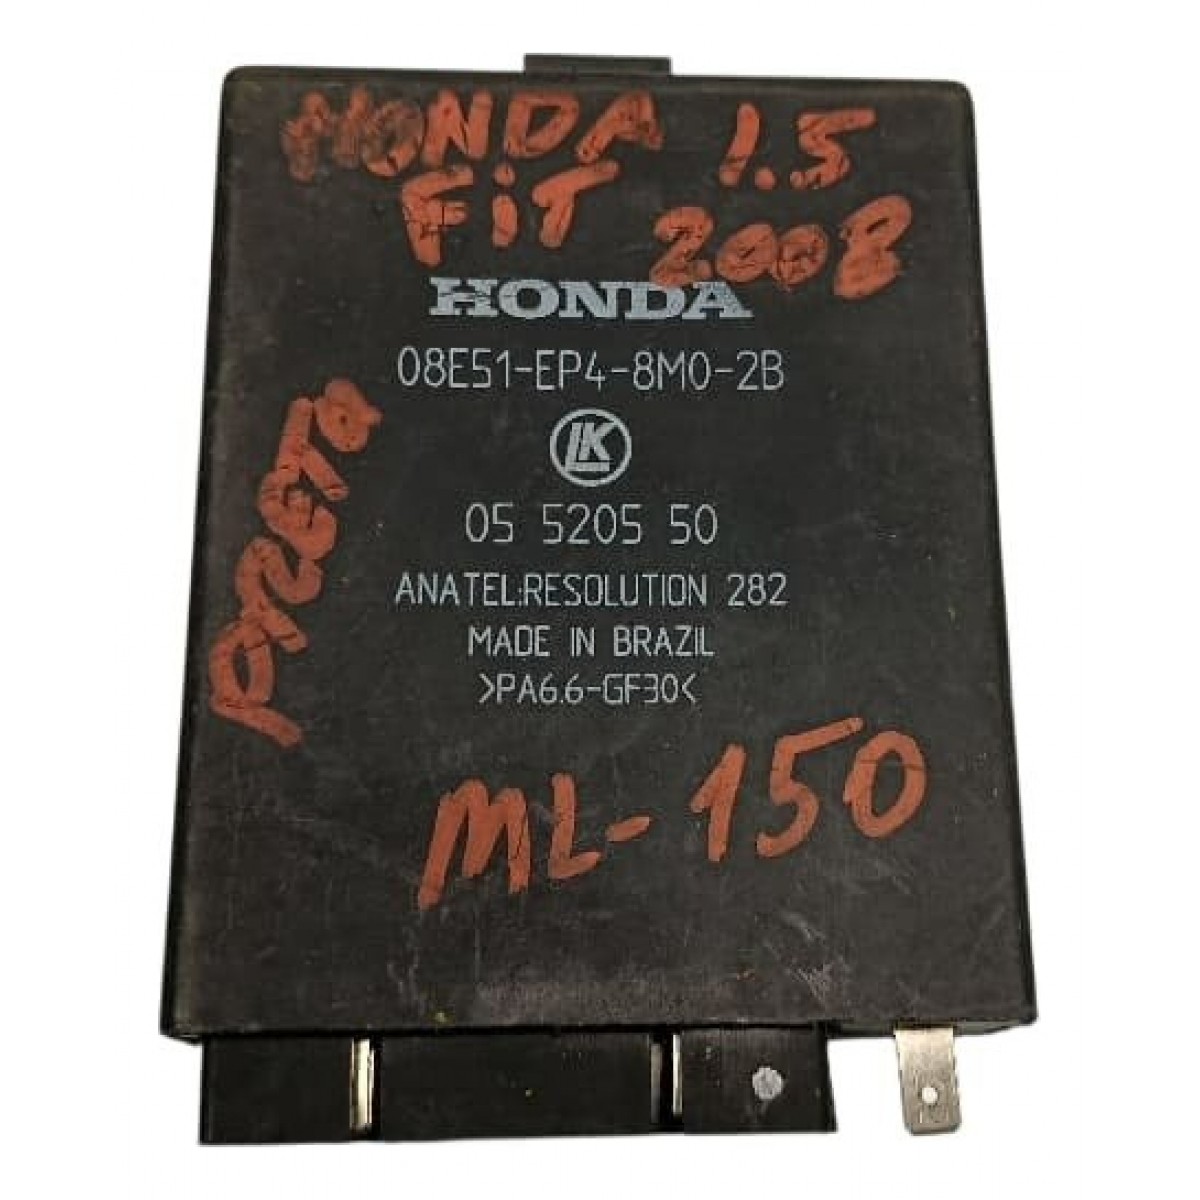 HONDA 1.5
FiT 2008
HONDA
08E51-EP4-8M0-2B
LK
05 5205 50
ANATEL:RESOLUTION 282
MADE IN BRAZIL
>PA6.6-GF30<
PRETO
ML-150